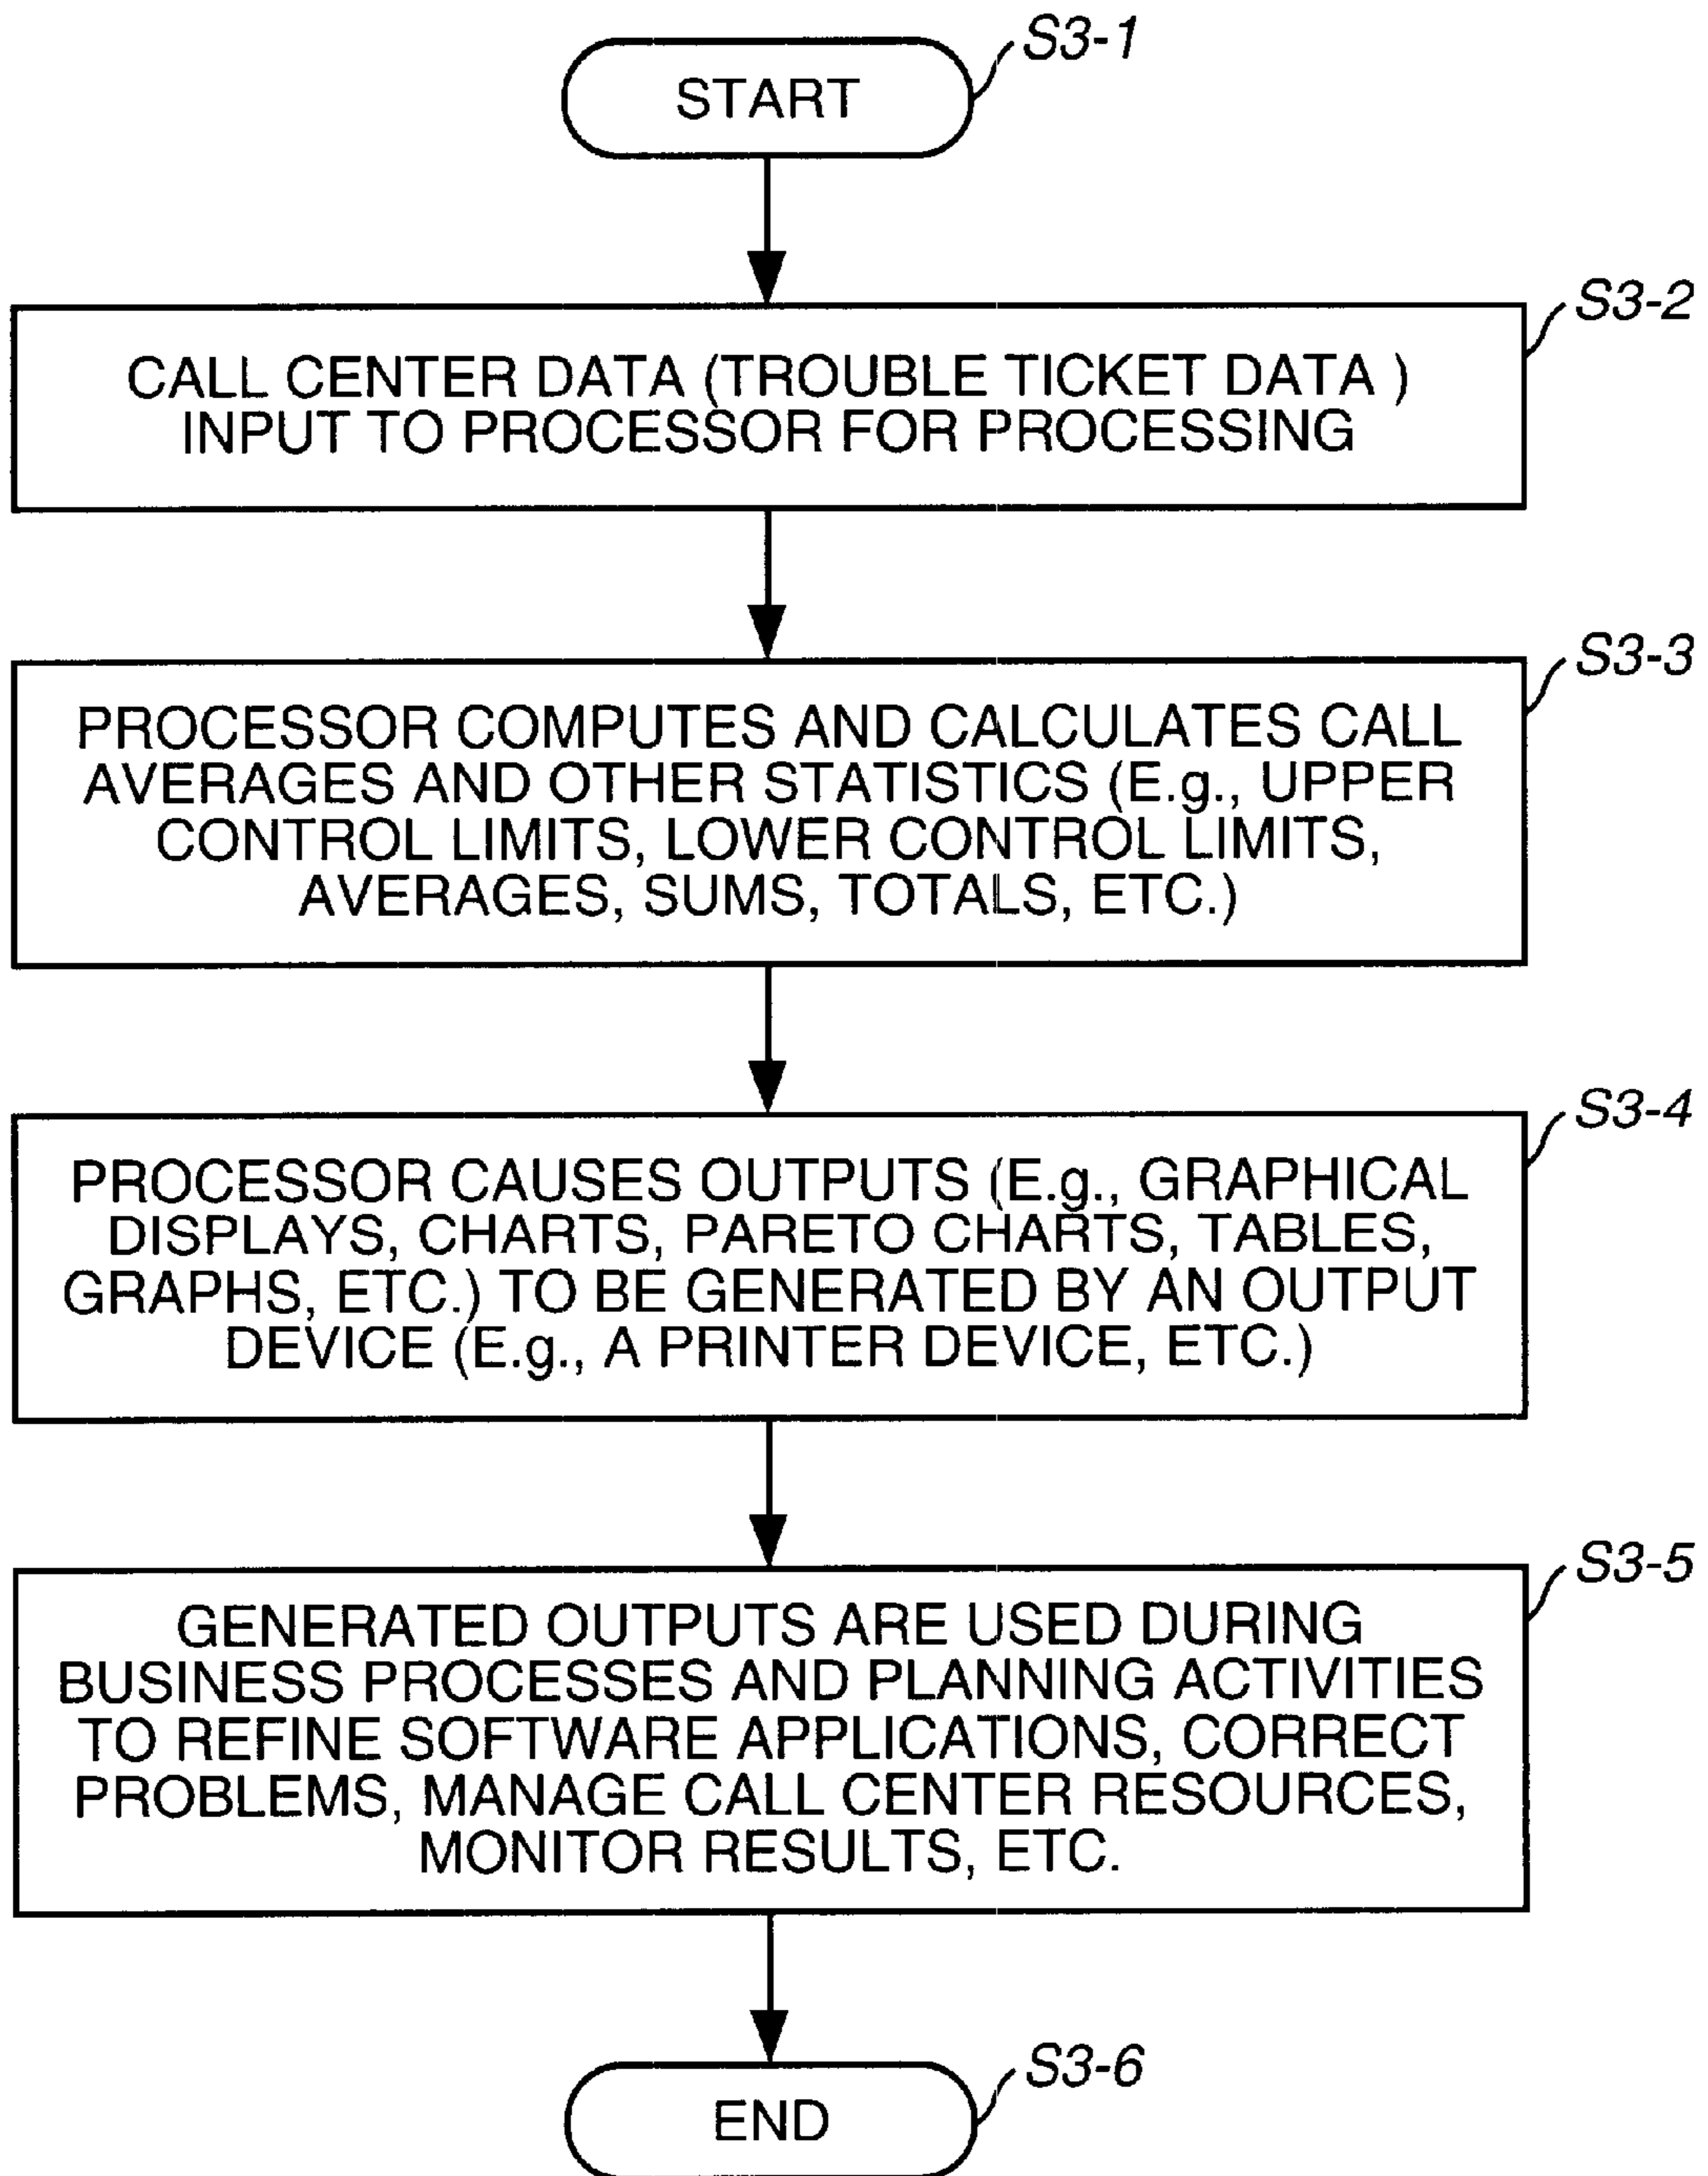 S3-1
START
S3-2
CALL CENTER DATA (TROUBLE TICKET DATA )
INPUT TO PROCESSOR FOR PROCESSING
S3-3
PROCESSOR COMPUTES AND CALCULATES CALL
AVERAGES AND OTHER STATISTICS (E.g., UPPER
CONTROL LIMITS, LOWER CONTROL LIMITS,
AVERAGES, SUMS, TOTALS, ETC.)
S3-4
PROCESSOR CAUSES OUTPUTS (E.g., GRAPHICAL
DISPLAYS, CHARTS, PARETO CHARTS, TABLES,
GRAPHS, ETC.) TO BE GENERATED BY AN OUTPUT
DEVICE (E.g., A PRINTER DEVICE, ETC.)
S3-5
GENERATED OUTPUTS ARE USED DURING
BUSINESS PROCESSES AND PLANNING ACTIVITIES
TO REFINE SOFTWARE APPLICATIONS, CORRECT
PROBLEMS, MANAGE CALL CENTER RESOURCES,
MONITOR RESULTS, ETC.
S3-6
END